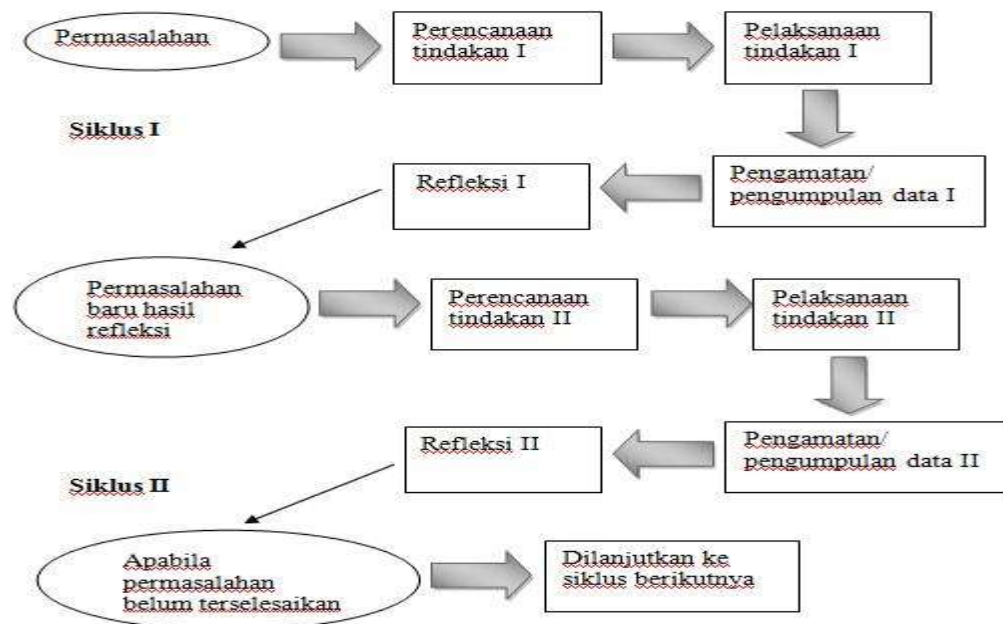 Permasalahan
Perencanaan
tindakan I
Pelaksanaan
tindakan I
Siklus I
Pengamatan/
pengumpulan data I
Refleksi I
Permasalahan
baru hasil
refleksi
Perencanaan
tindakan II
Pelaksanaan
tindakan II
Pengamatan/
pengumpulan data II
Refleksi II
Siklus II
Apabila
permasalahan
belum terselesaikan
Dilanjutkan ke
siklus berikutnya